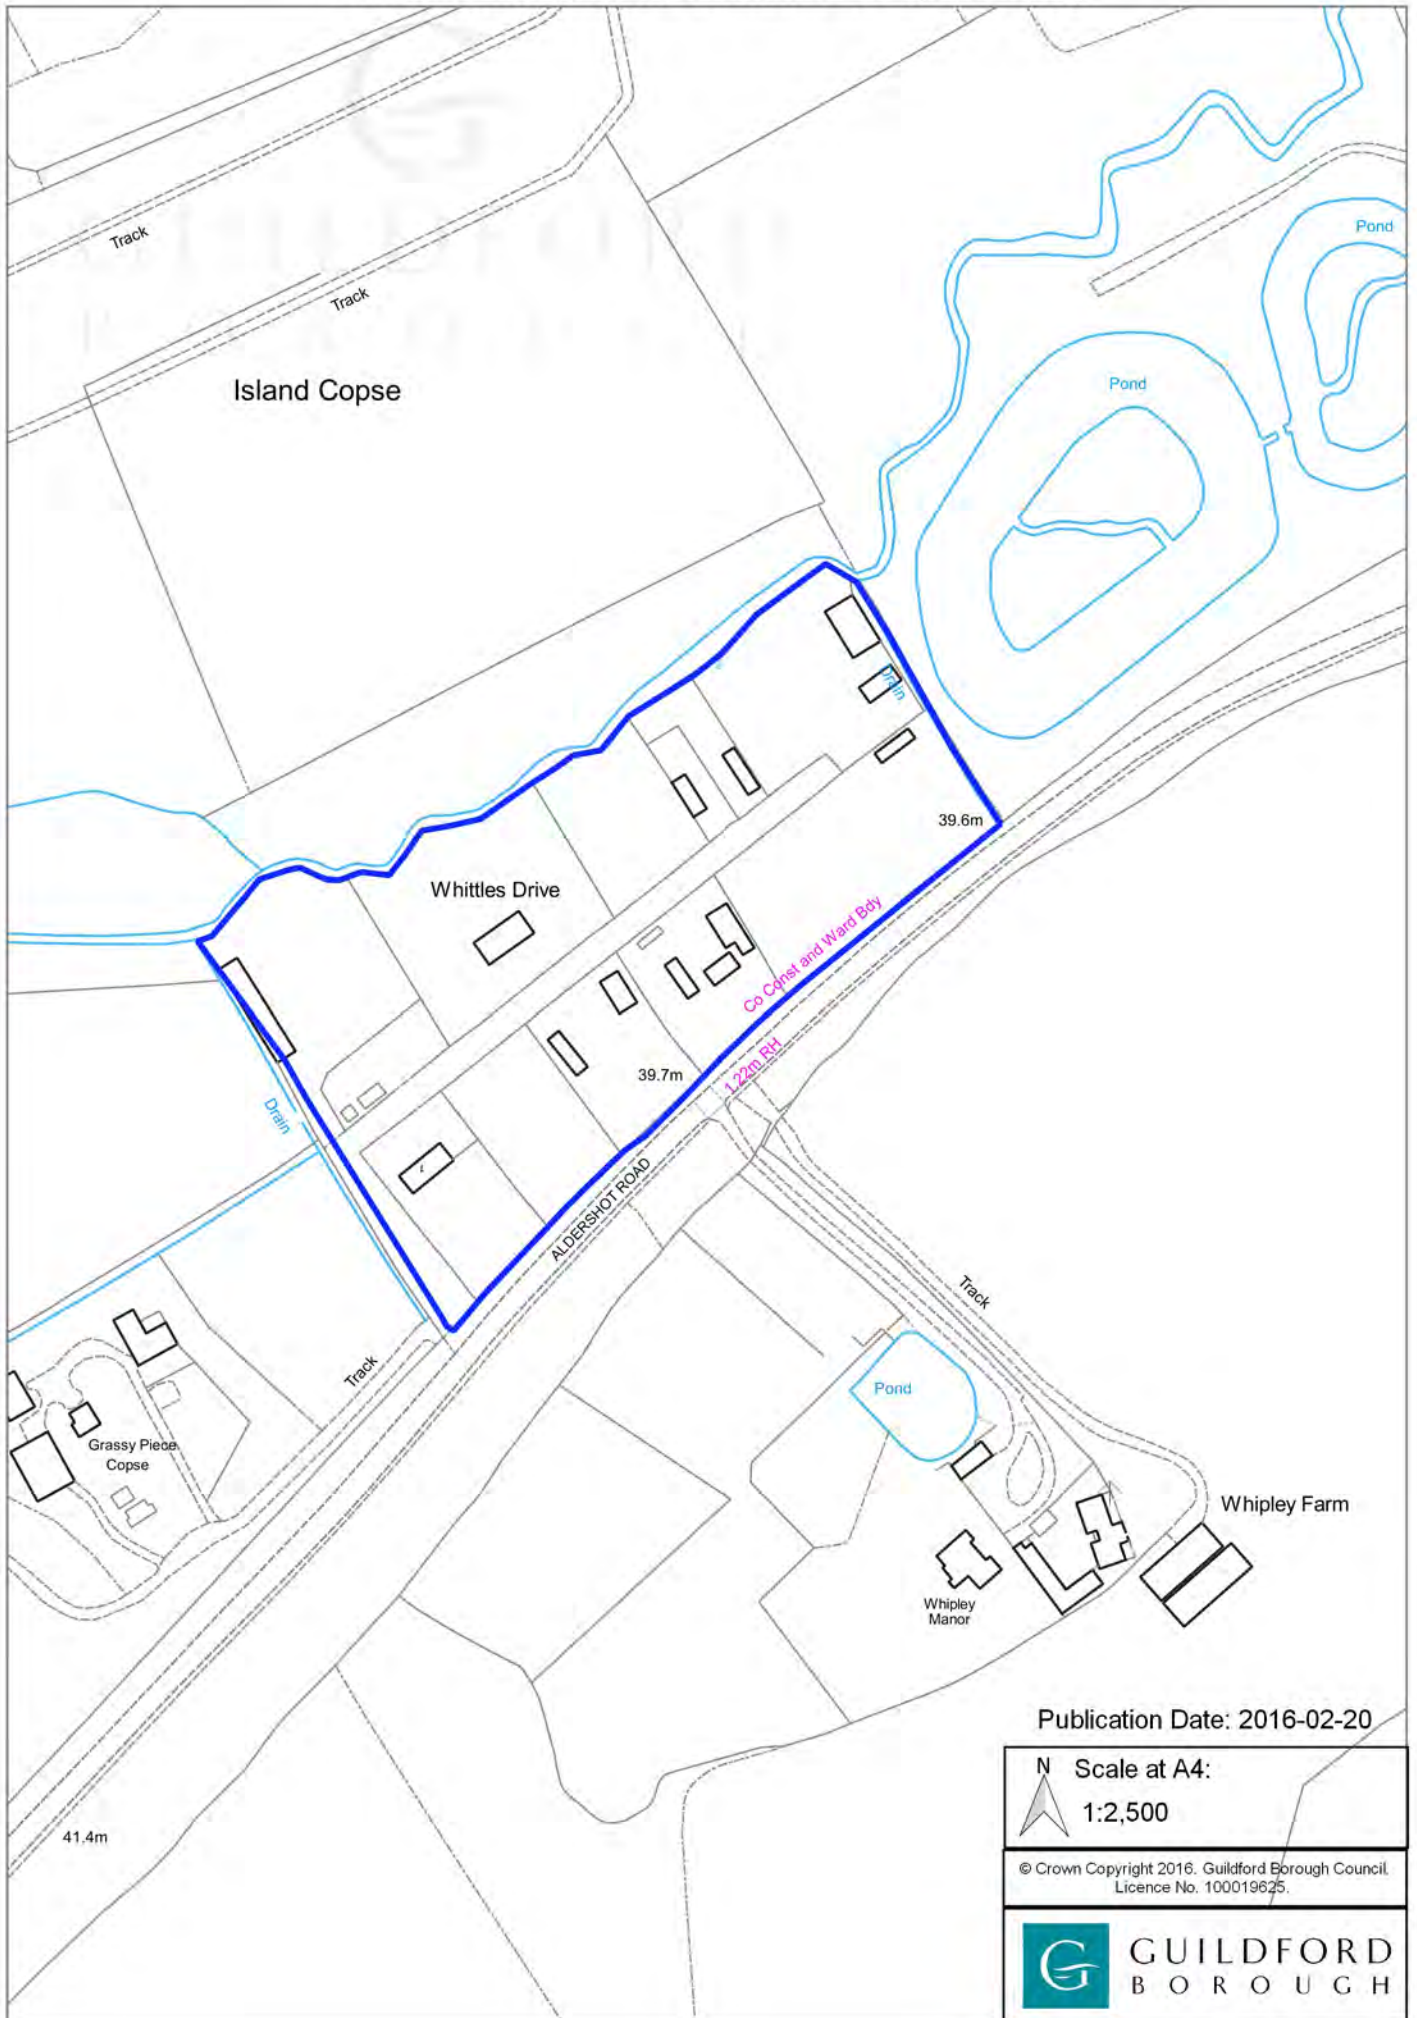 Track
Track
Island Copse
Pond
Pond
Drain
39.6m
Whittles Drive
Co Const and Ward Bdy
1.22m RH
39.7m
Drain
ALDERSHOT ROAD
Track
Track
Pond
Grassy Piece
Copse
Whipley Farm
Whipley
Manor
41.4m
Publication Date: 2016-02-20
N
Scale at A4:
1:2,500
© Crown Copyright 2016. Guildford Borough Council.
Licence No. 100019625.
G
GUILDFORD
BOROUGH